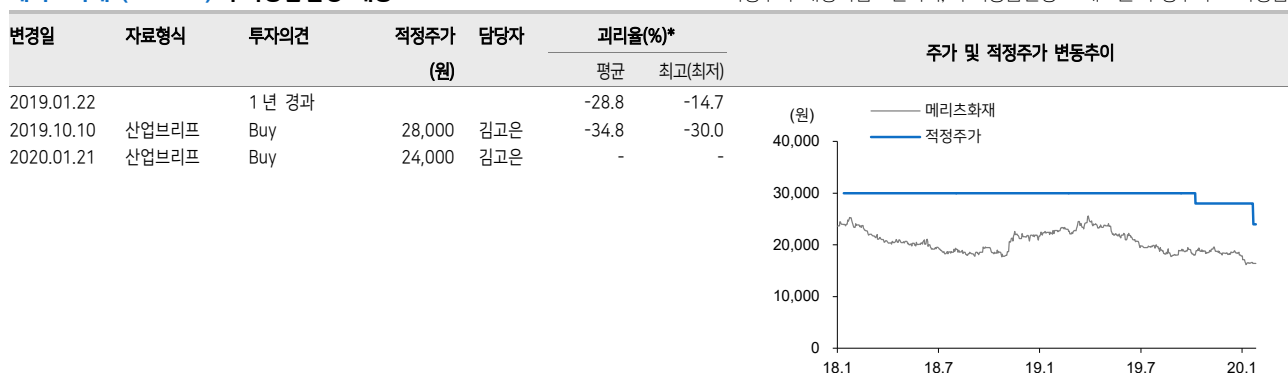 변경일 자료형식 투자의견 적정주가 담당자 괴리율(%)* 주가 및 적정주가 변동추이
(원) 평균 최고(최저)
2019.01.22 1년 경과 -28.8 -14.7
2019.10.10 산업브리프 Buy 28,000 김고은 -34.8 -30.0
2020.01.21 산업브리프 Buy 24,000 김고은 - -
(원)
메리츠화재
적정주가
40,000
30,000
20,000
10,000
0
18.1 18.7 19.1 19.7 20.1